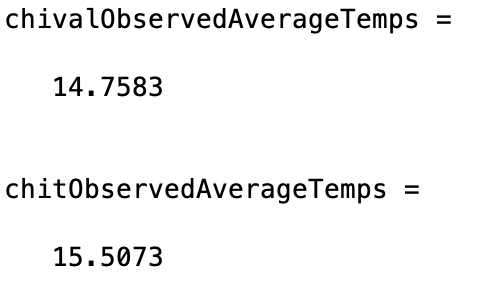 chivalObservedAverageTemps =
14.7583
chitObservedAverageTemps =
15.5073